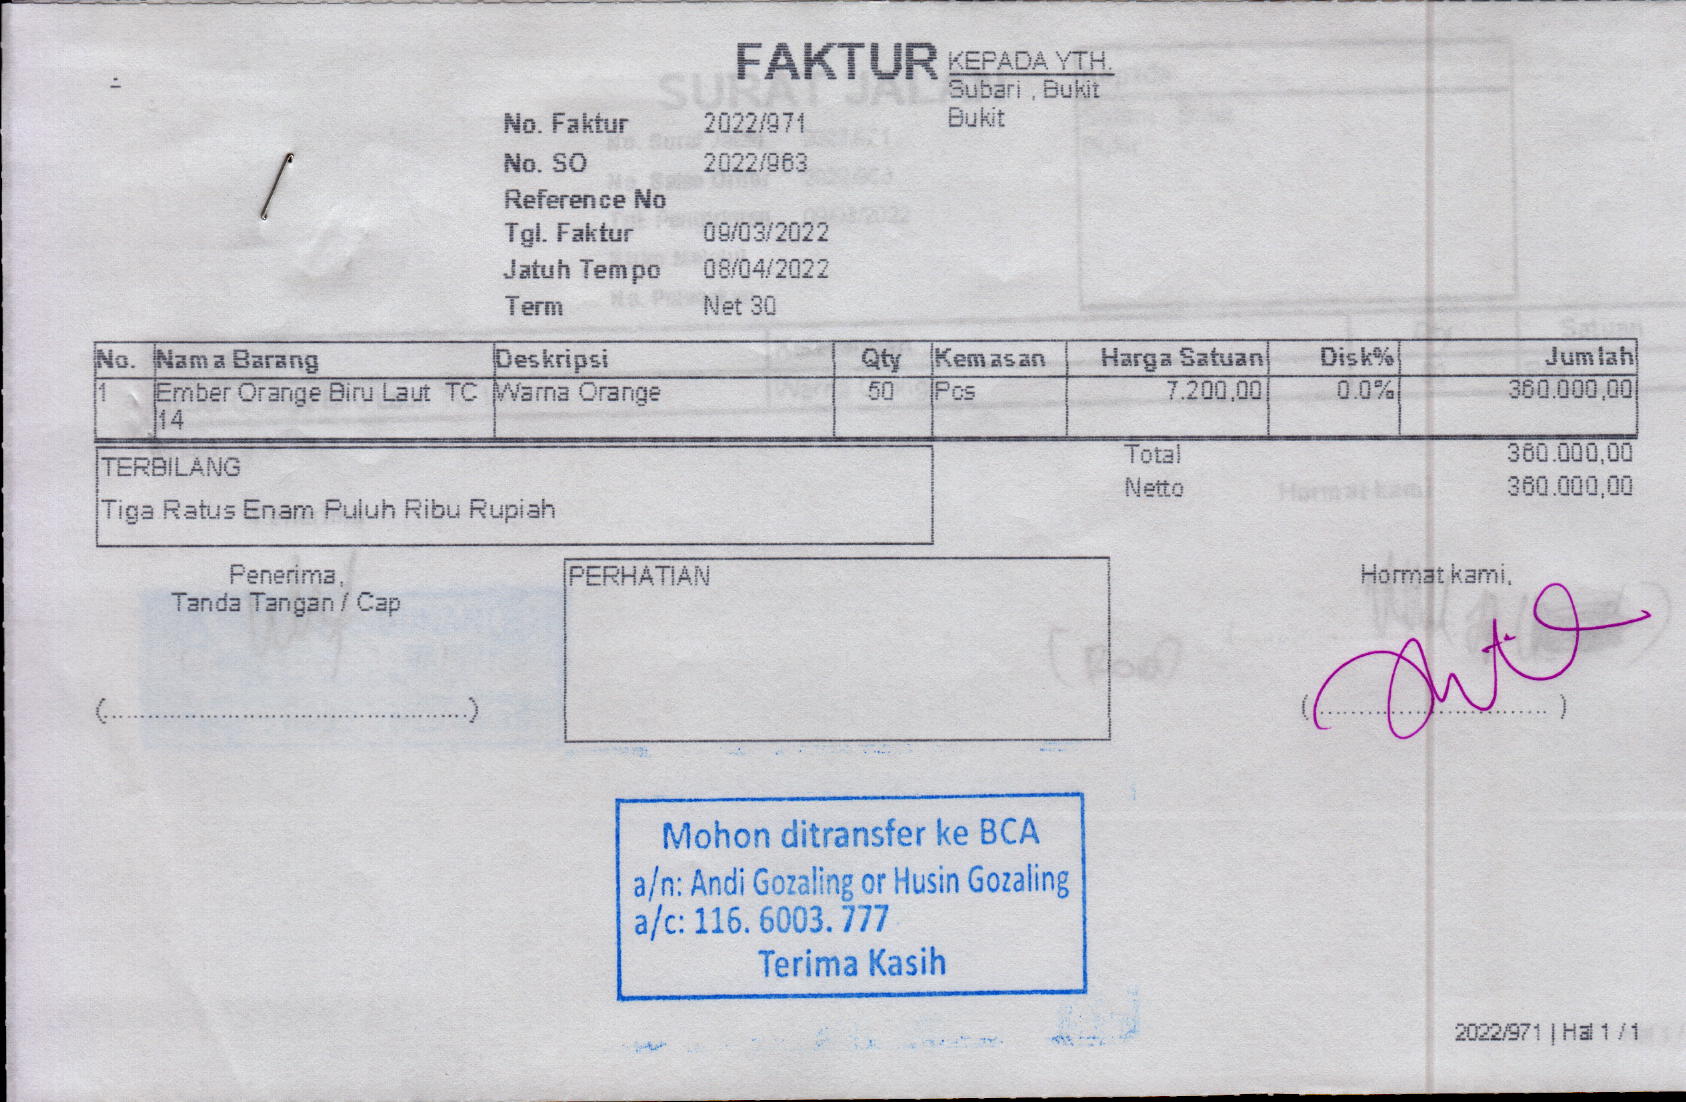 FAKTUR
KEPADA YTH.
Subari , Bukit
Bukit
No. Faktur 2022/971
No. SO 2022/963
Reference No
Tgl. Faktur 09/03/2022
Jatuh Tempo 08/04/2022
Term Net 30
No. Nama Barang Deskripsi Qty Kemasan Harga Satuan Disk% Jumlah
1 Ember Orange Biru Laut TC Warna Orange 50 Pcs 7.200,00 0.0% 360.000,00
14
Total 360.000,00
Netto 360.000,00
TERBILANG
Tiga Ratus Enam Puluh Ribu Rupiah
Penerima,
Tanda Tangan / Cap
PERHATIAN
Hormat kami,
Mohon ditransfer ke BCA
a/n: Andi Gozaling or Husin Gozaling
a/c: 116. 6003. 777
Terima Kasih
2022/971 | Hal 1 / 1